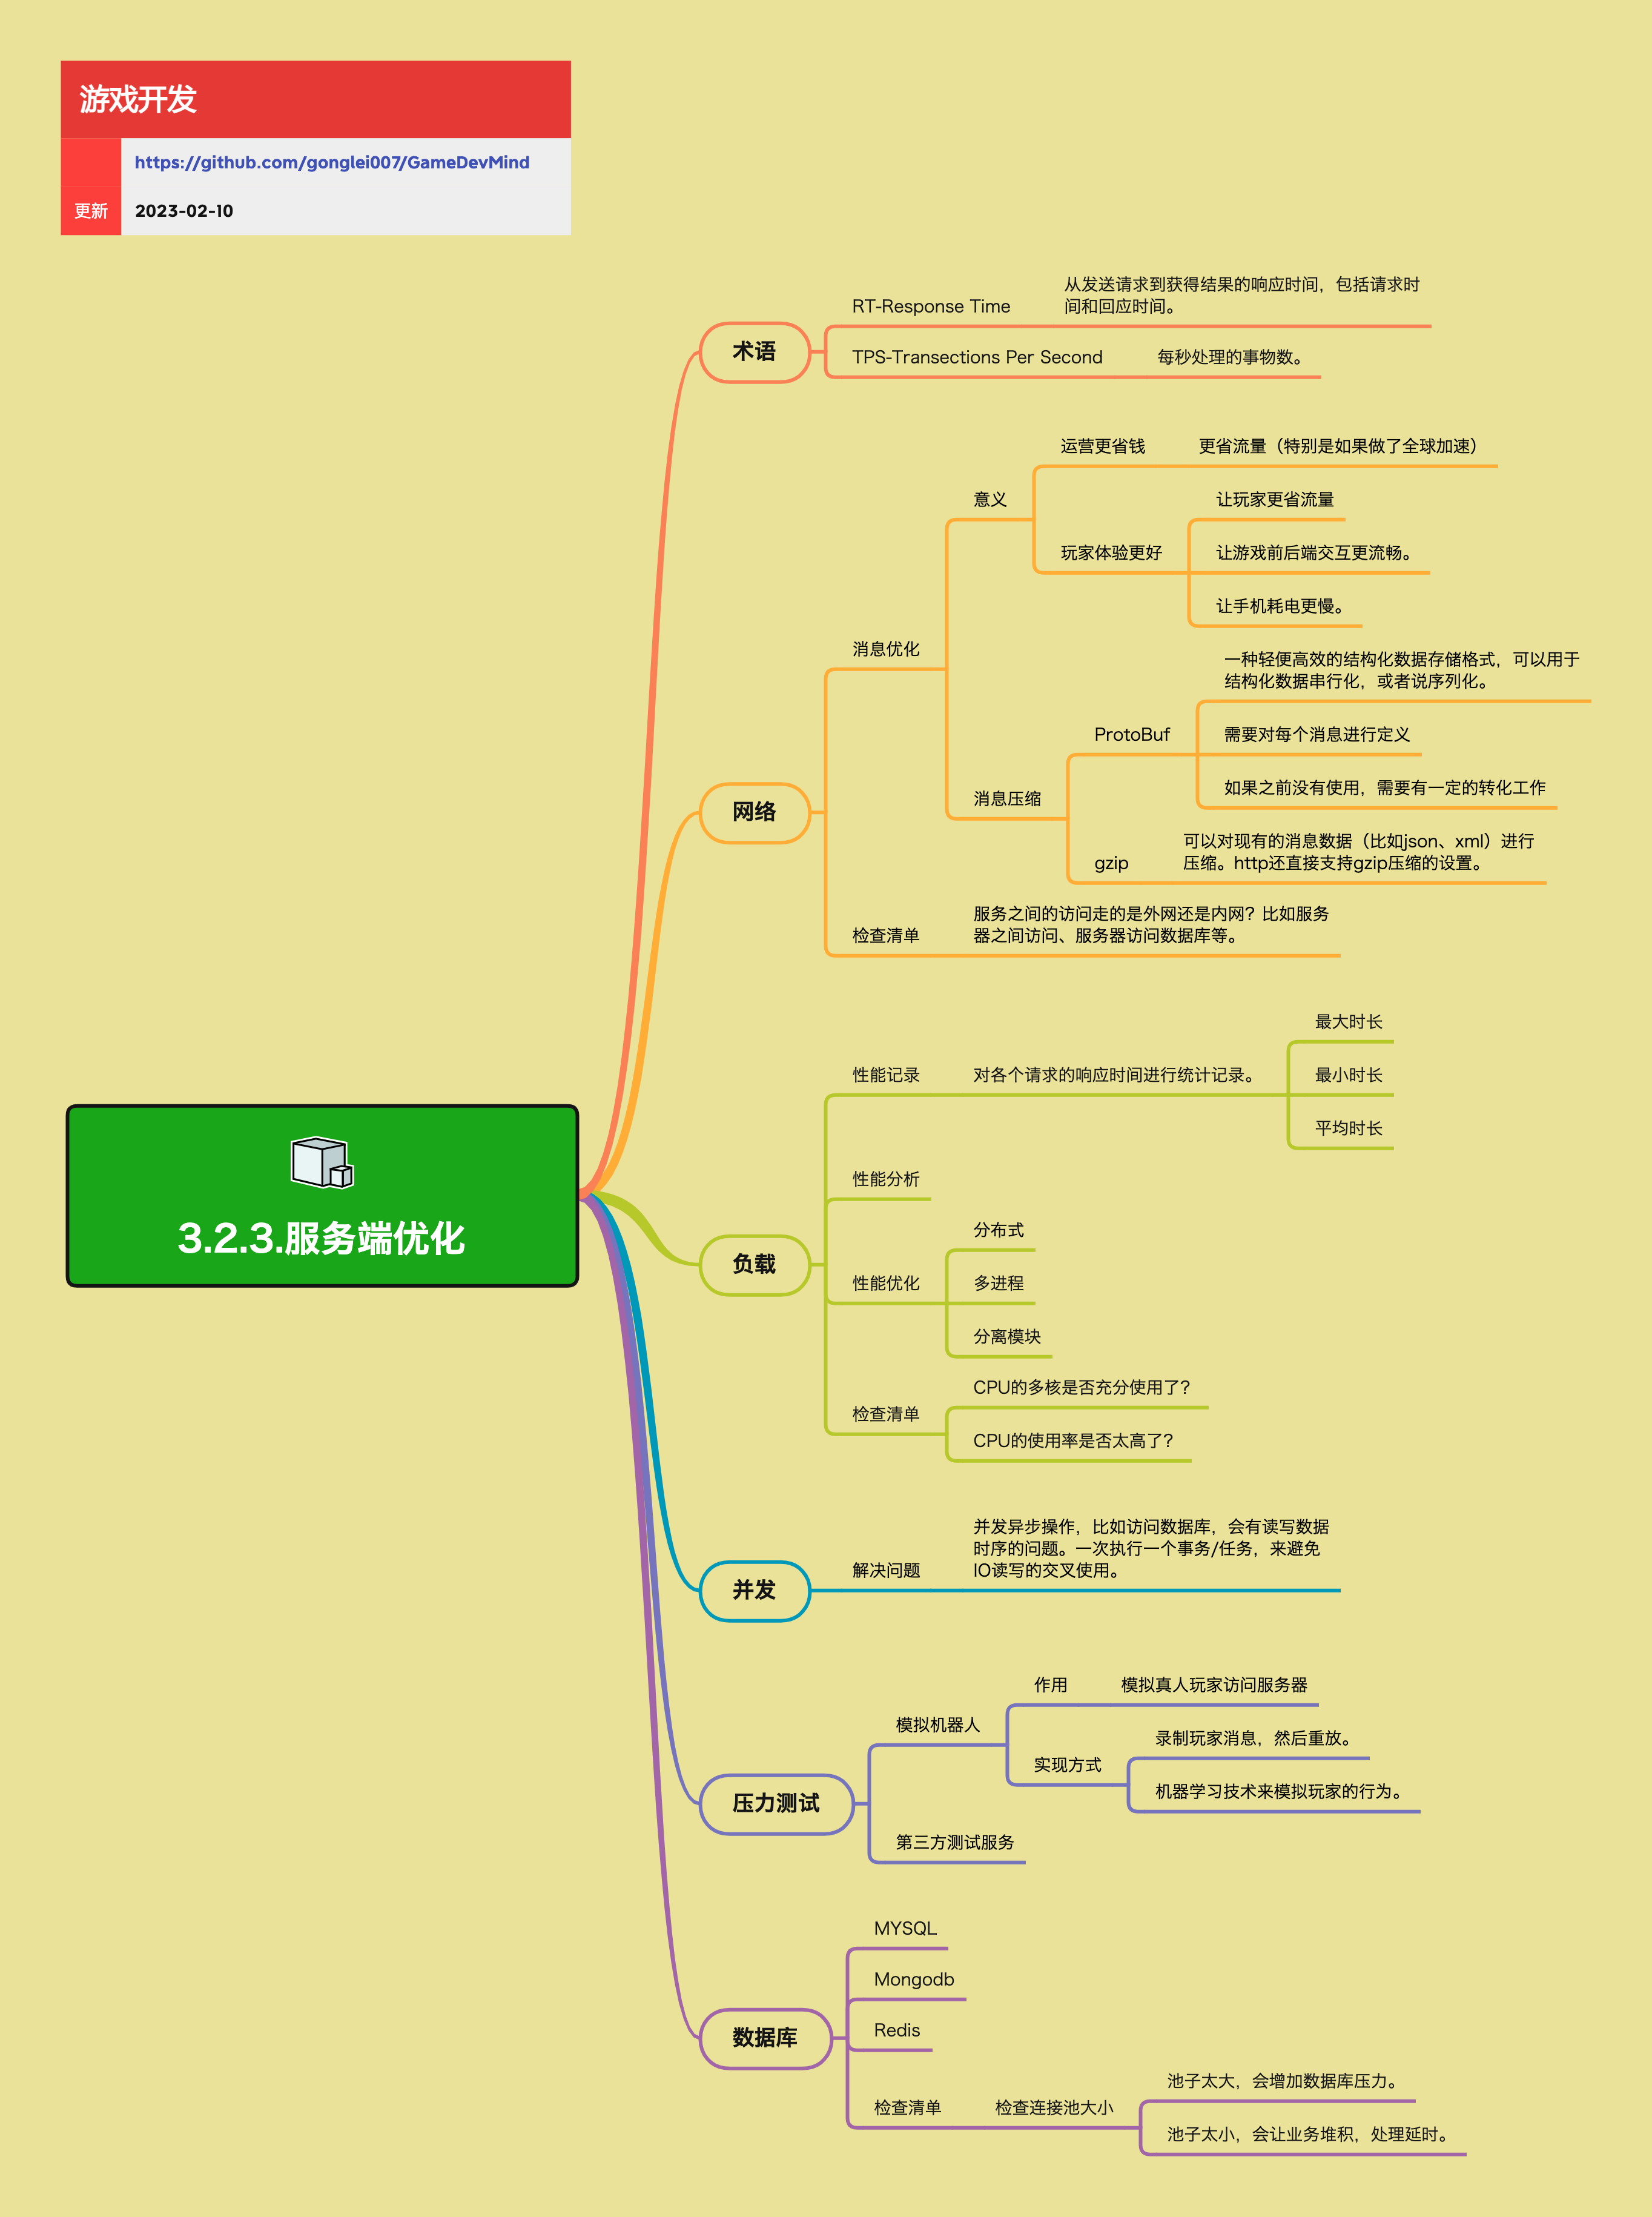 游戏开发
https://github.com/gonglei007/GameDevMind
更新 2023-02-10
3.2.3.服务端优化
术语
RT-Response Time
从发送请求到获得结果的响应时间，包括请求时
间和回应时间。
TPS-Transections Per Second
每秒处理的事物数。
网络
消息优化
意义
运营更省钱
更省流量（特别是如果做了全球加速）
玩家体验更好
让玩家更省流量
让游戏前后端交互更流畅。
让手机耗电更慢。
消息压缩
ProtoBuf
一种轻便高效的结构化数据存储格式，可以用于
结构化数据串行化，或者说序列化。
需要对每个消息进行定义
如果之前没有使用，需要有一定的转化工作
gzip
可以对现有的消息数据（比如json、xml）进行
压缩。http还直接支持gzip压缩的设置。
检查清单
服务之间的访问走的是外网还是内网？比如服务
器之间访问、服务器访问数据库等。
负载
性能记录
对各个请求的响应时间进行统计记录。
最大时长
最小时长
平均时长
性能分析
性能优化
分布式
多进程
分离模块
检查清单
CPU的多核是否充分使用了？
CPU的使用率是否太高了？
并发
解决问题
并发异步操作，比如访问数据库，会有读写数据
时序的问题。一次执行一个事务/任务，来避免
IO读写的交叉使用。
压力测试
模拟机器人
作用
模拟真人玩家访问服务器
实现方式
录制玩家消息，然后重放。
机器学习技术来模拟玩家的行为。
第三方测试服务
数据库
MYSQL
Mongodb
Redis
检查清单
检查连接池大小
池子太大，会增加数据库压力。
池子太小，会让业务堆积，处理延时。